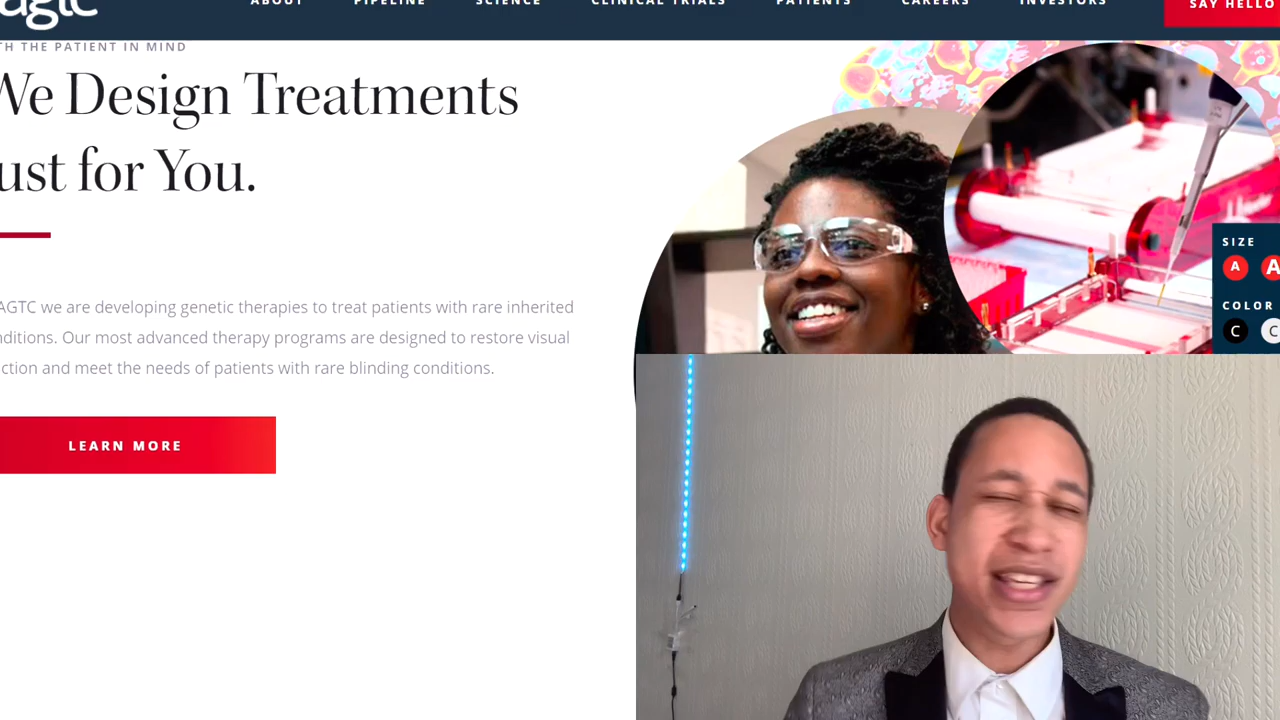 agtc
ABOUT PIPELINE SCIENCE CLINICAL TRIALS PATIENTS CAREERS INVESTORS SAY HELLO
TH THE PATIENT IN MIND
We Design Treatments
ust for You.
AGTC we are developing genetic therapies to treat patients with rare inherited
nditions. Our most advanced therapy programs are designed to restore visual
ction and meet the needs of patients with rare blinding conditions.
LEARN MORE
SIZE
A A
COLOR
C C